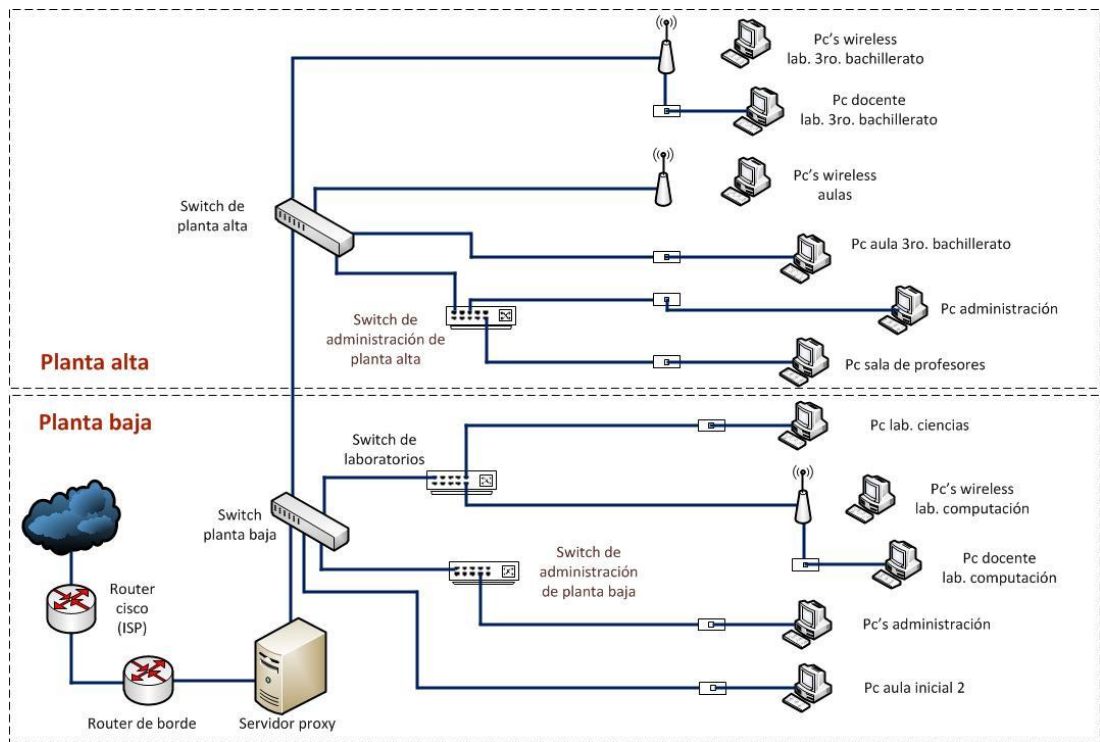 Pc's wireless
lab. 3ro. bachillerato
Pc docente
lab. 3ro. bachillerato
Pc's wireless
aulas
Switch de
planta alta
Pc aula 3ro. bachillerato
Pc administración
Switch de
administración de
planta alta
Pc sala de profesores
Planta alta
Planta baja
Pc lab. ciencias
Switch de
laboratorios
Pc's wireless
lab. computación
Switch
planta baja
Switch de
administración
de planta baja
Pc docente
lab. computación
Router
cisco
(ISP)
Pc's administración
Pc aula inicial 2
Router de borde
Servidor proxy